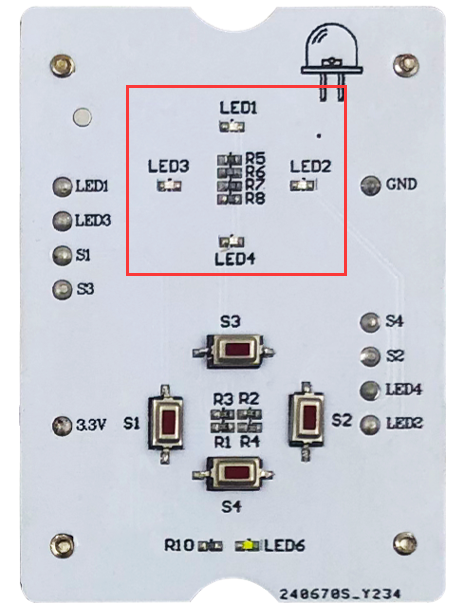 LED1
LED3
LED2
R5
R6
R7
R8
LED4
LED1
LED3
S1
S3
GND
S4
S2
LED4
LED2
3.3V
S3
S1
R3 R2
R1 R4
S2
S4
R10
LED6
240670S_Y234